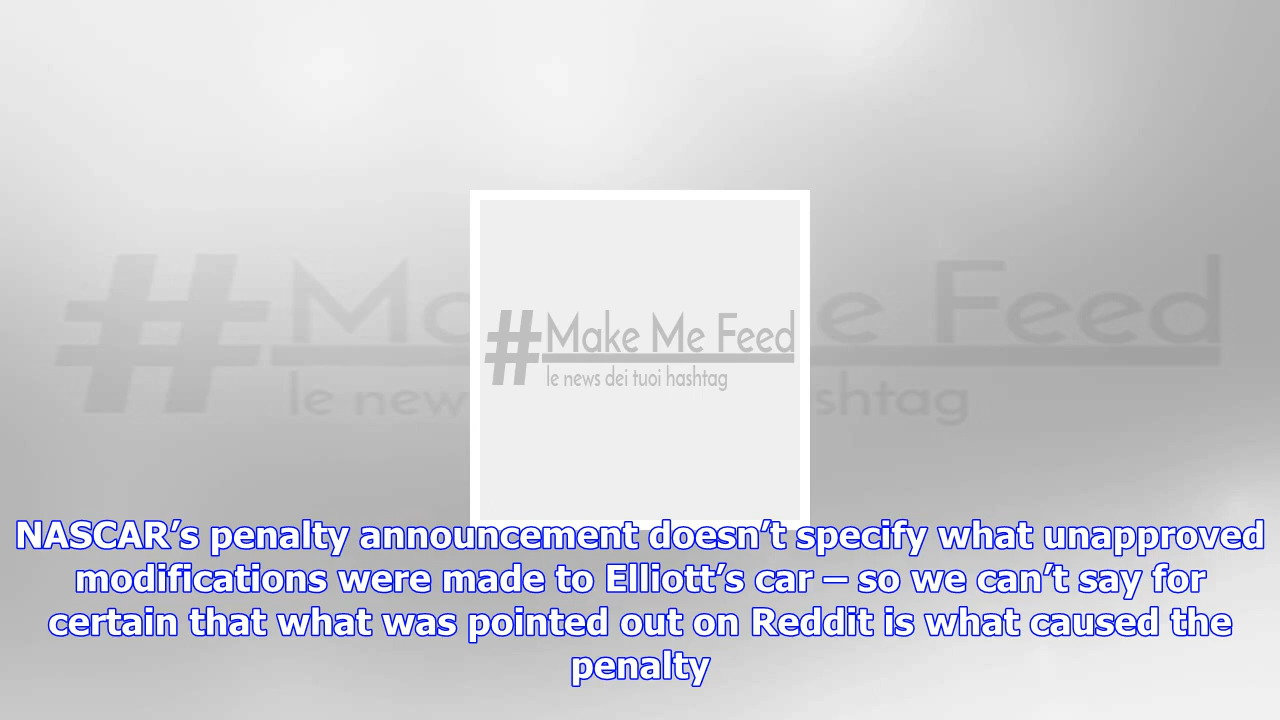 #Make Me Feed
le news dei tuoi hashtag
NASCAR’s penalty announcement doesn’t specify what unapproved
modifications were made to Elliott’s car – so we can’t say for
certain that what was pointed out on Reddit is what caused the
penalty